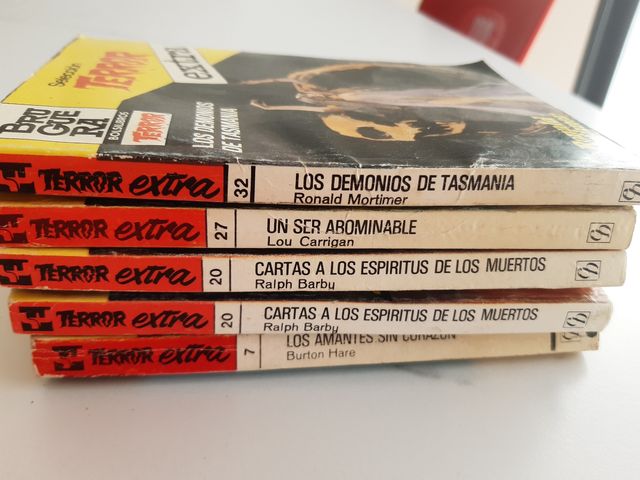 Selección
TERROR
extra
BRU
GUE
RA
BOLSILIBROS
TERROR
LOS DEMONIOS
DE TASMANIA
TERROR extra 32 LOS DEMONIOS DE TASMANIA
Ronald Mortimer
TERROR extra 27 UN SER ABOMINABLE
Lou Carrigan
TERROR extra 20 CARTAS A LOS ESPIRITUS DE LOS MUERTOS
Ralph Barby
TERROR extra 20 CARTAS A LOS ESPIRITUS DE LOS MUERTOS
Ralph Barby
TERROR extra 7 LOS AMANTES SIN CORAZON
Burton Hare